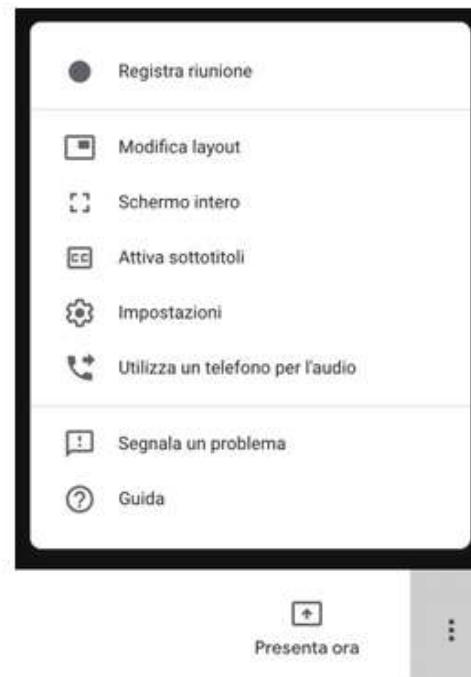 Registra riunione
Modifica layout
Schermo intero
CC Attiva sottotitoli
Impostazioni
Utilizza un telefono per l'audio
! Segnala un problema
? Guida
Presenta ora